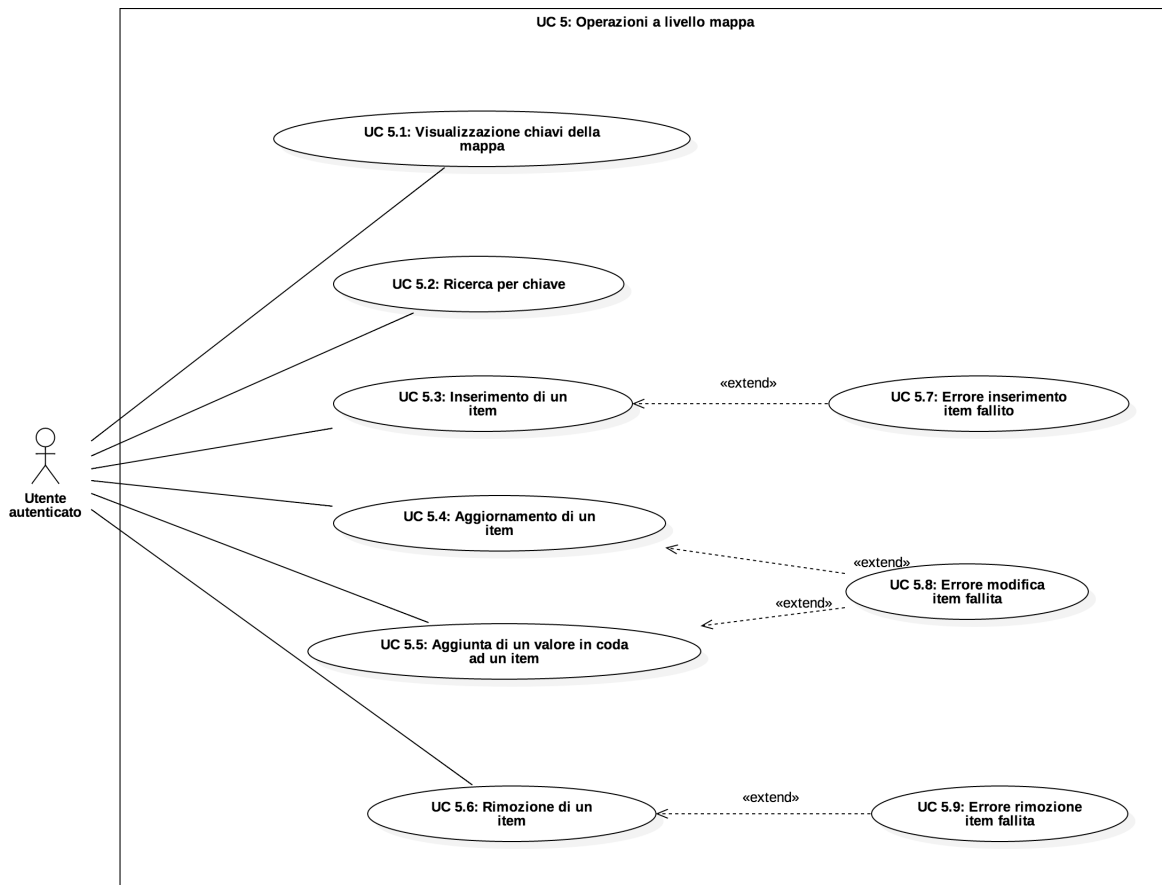 UC 5: Operazioni a livello mappa
UC 5.1: Visualizzazione chiavi della
mappa
UC 5.2: Ricerca per chiave
«extend»
UC 5.3: Inserimento di un
item
UC 5.7: Errore inserimento
item fallito
Utente
autenticato
UC 5.4: Aggiornamento di un
item
«extend»
UC 5.8: Errore modifica
item fallita
«extend»
UC 5.5: Aggiunta di un valore in coda
ad un item
«extend»
UC 5.6: Rimozione di un
item
UC 5.9: Errore rimozione
item fallita